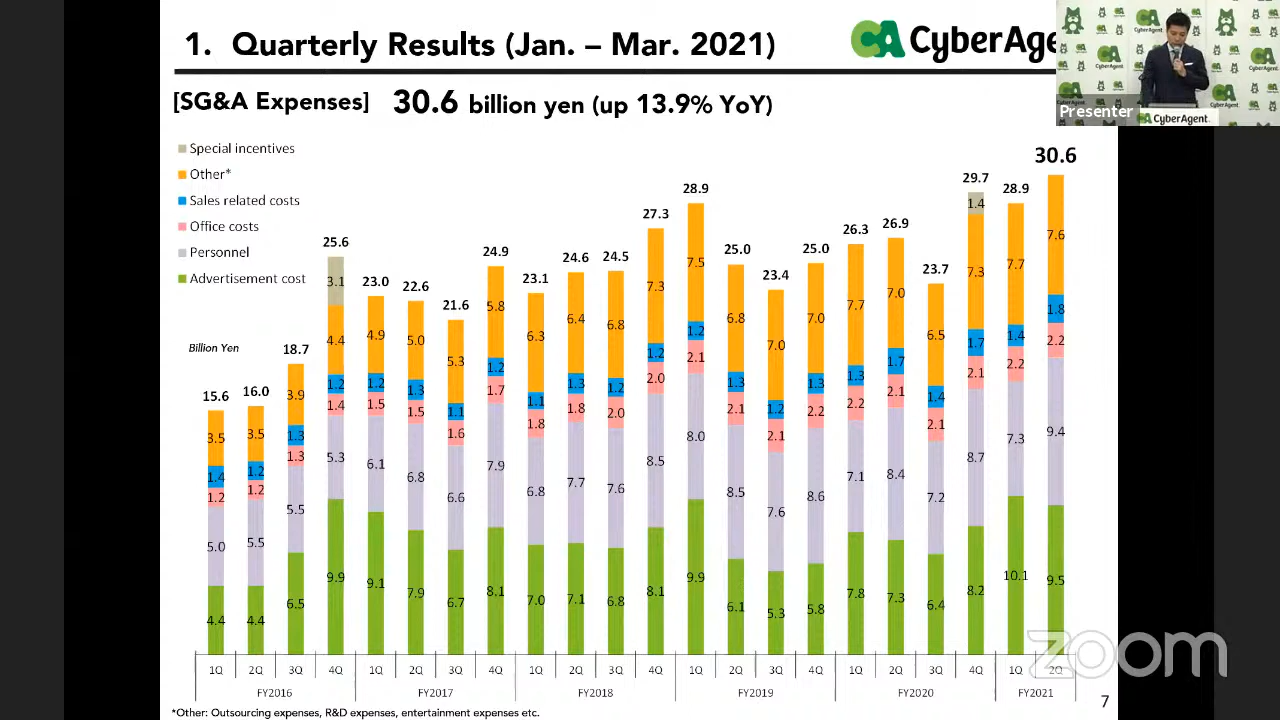 1. Quarterly Results (Jan. – Mar. 2021)
CyberAge
[SG&A Expenses] 30.6 billion yen (up 13.9% YoY)
Presenter
CyberAgent.
Special incentives
Other*
Sales related costs
Office costs
Personnel
Advertisement cost
Billion Yen
15.6 16.0 18.7 25.6 23.0 22.6 21.6 24.9 23.1 24.6 24.5 27.3 28.9 25.0 23.4 25.0 26.3 26.9 23.7 29.7 28.9 30.6
3.1 1.4
3.5 3.5 3.9 4.4 4.9 5.0 5.3 5.8 6.3 6.4 6.8 7.3 7.5 6.8 7.0 7.0 7.7 7.0 6.5 7.3 7.7 7.6
1.4 1.2 1.3 1.2 1.2 1.3 1.1 1.2 1.1 1.3 1.2 1.2 1.2 1.3 1.2 1.3 1.3 1.7 1.4 1.7 1.4 1.8
1.2 1.2 1.3 1.4 1.5 1.5 1.6 1.7 1.8 1.8 2.0 2.0 2.1 2.1 2.1 2.2 2.2 2.1 2.1 2.1 2.2 2.2
5.0 5.5 5.5 5.3 6.1 6.8 6.6 7.9 6.8 7.7 7.6 8.5 8.0 8.5 7.6 8.6 7.1 8.4 7.2 8.7 7.3 9.4
4.4 4.4 6.5 9.9 9.1 7.9 6.7 8.1 7.0 7.1 6.8 8.1 9.9 6.1 5.3 5.8 7.8 7.3 6.4 8.2 10.1 9.5
1Q 2Q 3Q 4Q 1Q 2Q 3Q 4Q 1Q 2Q 3Q 4Q 1Q 2Q 3Q 4Q 1Q 2Q 3Q 4Q 1Q 2Q
FY2016 FY2017 FY2018 FY2019 FY2020 FY2021
zoom
7
*Other: Outsourcing expenses, R&D expenses, entertainment expenses etc.